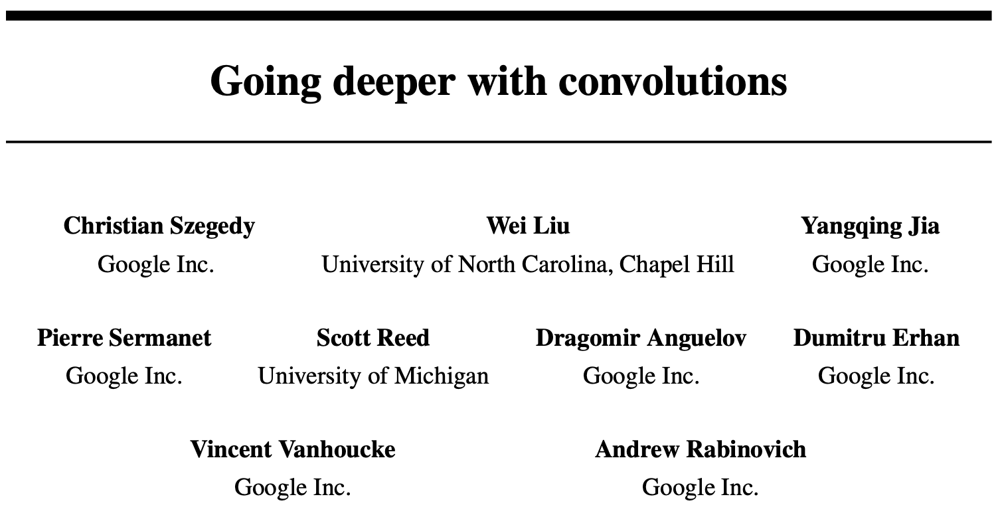 Going deeper with convolutions
Christian Szegedy Wei Liu Yangqing Jia
Google Inc. University of North Carolina, Chapel Hill Google Inc.
Pierre Sermanet Scott Reed Dragomir Anguelov Dumitru Erhan
Google Inc. University of Michigan Google Inc. Google Inc.
Vincent Vanhoucke Andrew Rabinovich
Google Inc. Google Inc.